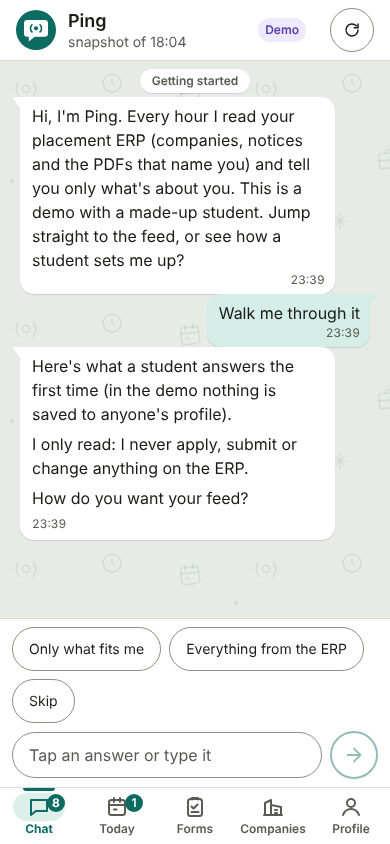 Ping
snapshot of 18:04
Demo
Getting started
Hi, I'm Ping. Every hour I read your
placement ERP (companies, notices
and the PDFs that name you) and tell
you only what's about you. This is a
demo with a made-up student. Jump
straight to the feed, or see how a
student sets me up?
23:39
Walk me through it
23:39
Here's what a student answers the
first time (in the demo nothing is
saved to anyone's profile).
I only read: I never apply, submit or
change anything on the ERP.
How do you want your feed?
23:39
Only what fits me
Everything from the ERP
Skip
Tap an answer or type it
8
1
Chat
Today
Forms
Companies
Profile